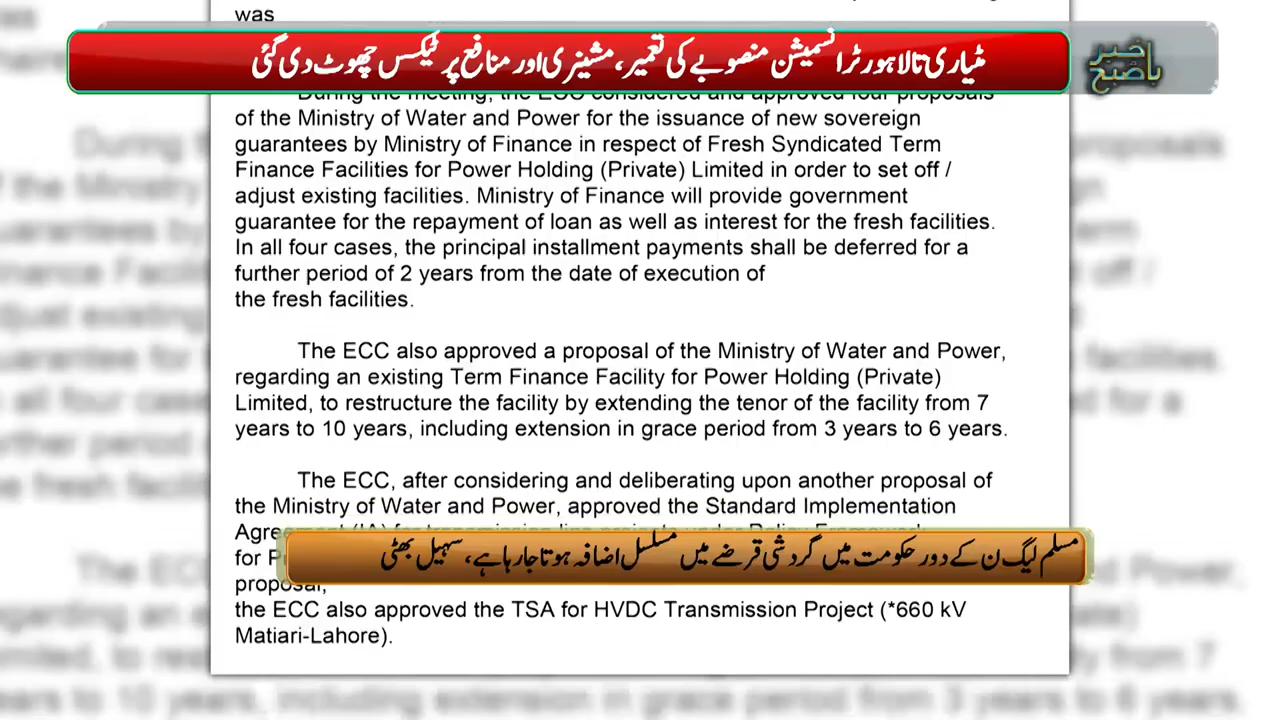 was
مٹیاری تا لاہور ٹرانسمیشن منصوبے کی تعمیر، مشینری اور منافع پر ٹیکس چھوٹ دی گئی
باخبر صبح
During the meeting, the ECC considered and approved four proposals
of the Ministry of Water and Power for the issuance of new sovereign
guarantees by Ministry of Finance in respect of Fresh Syndicated Term
Finance Facilities for Power Holding (Private) Limited in order to set off /
adjust existing facilities. Ministry of Finance will provide government
guarantee for the repayment of loan as well as interest for the fresh facilities.
In all four cases, the principal installment payments shall be deferred for a
further period of 2 years from the date of execution of
the fresh facilities.
The ECC also approved a proposal of the Ministry of Water and Power,
regarding an existing Term Finance Facility for Power Holding (Private)
Limited, to restructure the facility by extending the tenor of the facility from 7
years to 10 years, including extension in grace period from 3 years to 6 years.
The ECC, after considering and deliberating upon another proposal of
the Ministry of Water and Power, approved the Standard Implementation
Agreement (IA) for transmission line projects under Policy Framework
for
مسلم لیگ ن کے دور حکومت میں گردشی قرضے میں مسلسل اضافہ ہوتا جا رہا ہے، سہیل بھٹی
proposal,
the ECC also approved the TSA for HVDC Transmission Project (*660 kV
Matiari-Lahore).